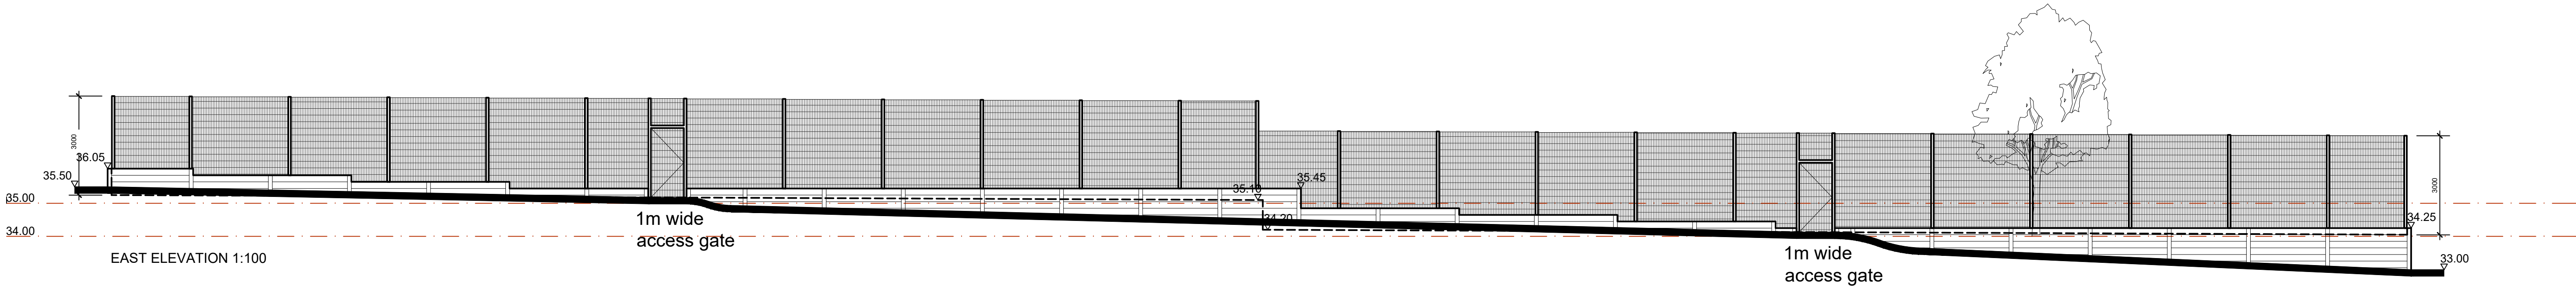 3000
36.05
35.50
35.00
34.00
EAST ELEVATION 1:100
1m wide
access gate
35.10
35.45
34.20
1m wide
access gate
3000
34.25
33.00